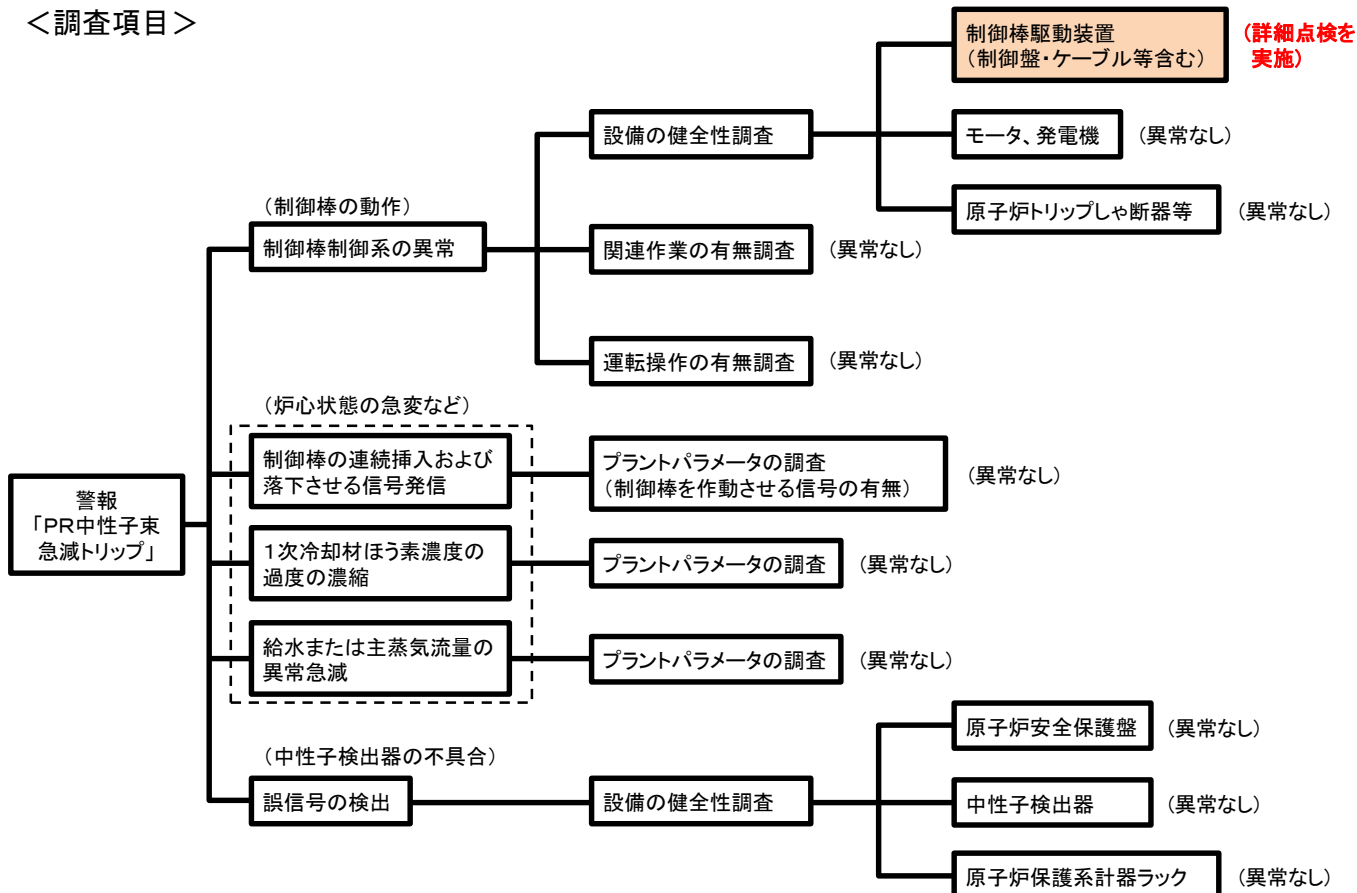 ＜調査項目＞
制御棒駆動装置
（制御盤・ケーブル等含む）
(詳細点検を
実施)
設備の健全性調査
モータ、発電機
（異常なし）
（制御棒の動作）
原子炉トリップしゃ断器等
（異常なし）
制御棒制御系の異常
関連作業の有無調査
（異常なし）
運転操作の有無調査
（異常なし）
（炉心状態の急変など）
制御棒の連続挿入および
落下させる信号発信
プラントパラメータの調査
（制御棒を作動させる信号の有無）
（異常なし）
警報
「ＰＲ中性子束
急減トリップ」
１次冷却材ほう素濃度の
過度の濃縮
プラントパラメータの調査
（異常なし）
給水または主蒸気流量の
異常急減
プラントパラメータの調査
（異常なし）
原子炉安全保護盤
（異常なし）
（中性子検出器の不具合）
誤信号の検出
設備の健全性調査
中性子検出器
（異常なし）
原子炉保護系計器ラック
（異常なし）